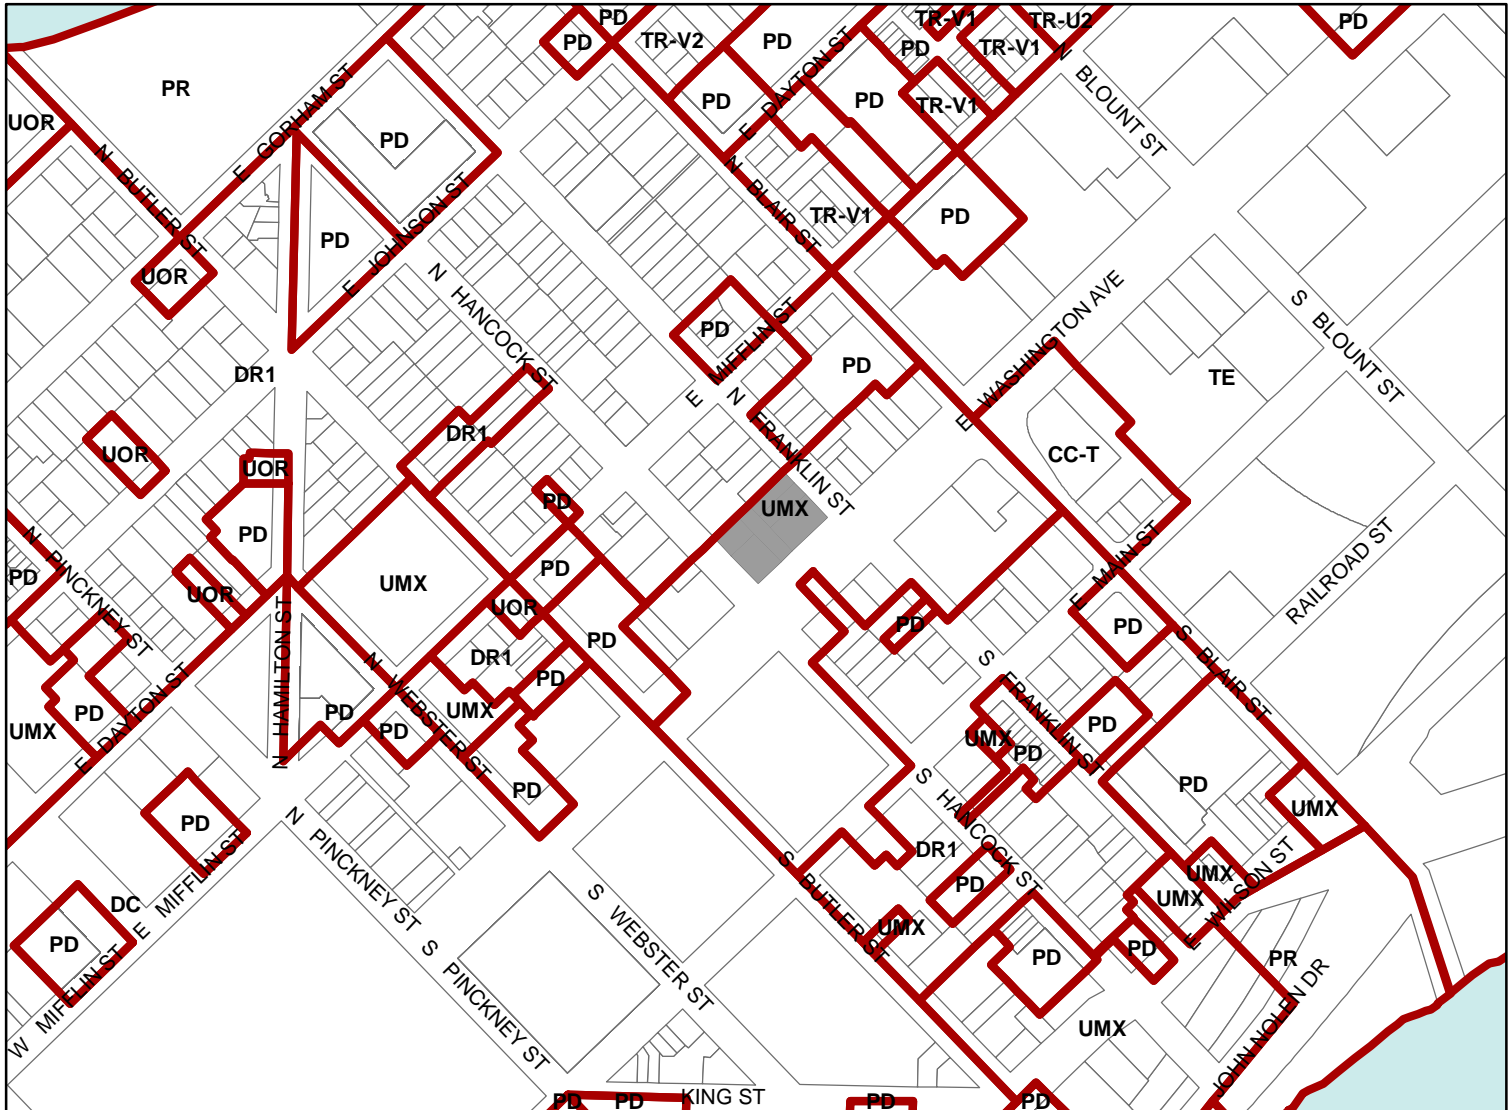 PD
TR-V1
TR-U2
PD
PD
TR-V2
PD
PD
TR-V1
N BLOUNT ST
E DAYTON ST
PR
PD
PD
TR-V1
UOR
E GORHAM ST
PD
N BUTLER ST
N BLAIR ST
TR-V1
PD
PD
E JOHNSON ST
UOR
N HANCOCK ST
E MIFFLIN ST
PD
E WASHINGTON AVE
S BLOUNT ST
PD
DR1
TE
N FRANKLIN ST
DR1
UOR
UOR
CC-T
PD
UMX
PD
N PINCKNEY ST
PD
UOR
UMX
PD
UOR
E MAIN ST
RAILROAD ST
N HAMILTON ST
PD
PD
PD
S BLAIR ST
DR1
PD
N WEBSTER ST
UMX
S FRANKLIN ST
E DAYTON ST
PD
UMX
PD
PD
PD
UMX
PD
PD
PD
S HANCOCK ST
UMX
PD
N PINCKNEY ST
DR1
E WILSON ST
UMX
UMX
PD
S BUTLER ST
S WEBSTER ST
DC
E MIFFLIN ST
UMX
PD
PD
PD
PR
W MIFFLIN ST
S PINCKNEY ST
JOHN NOLEN DR
UMX
KING ST
PD
PD
PD
PD